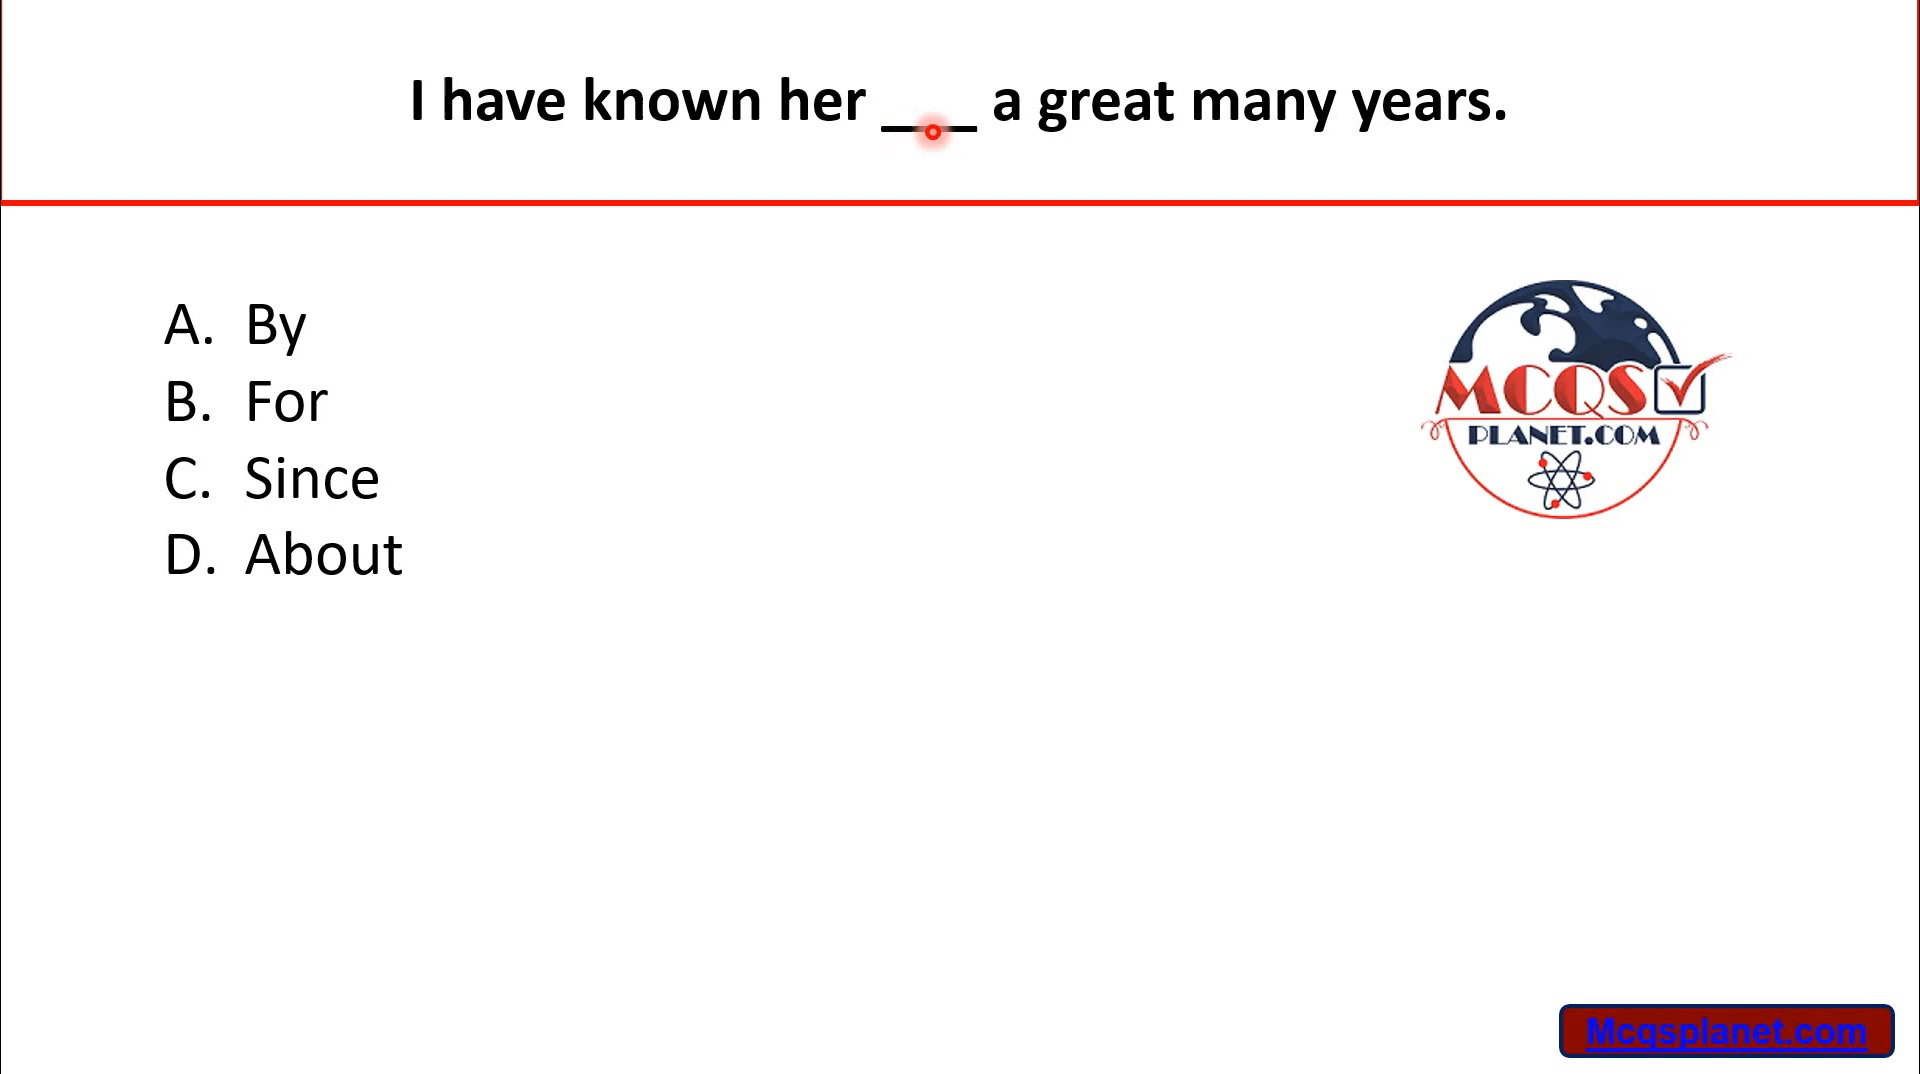 I have known her ___ a great many years.
A. By
B. For
C. Since
D. About
MCQS
PLANET.COM
Mcqsplanet.com